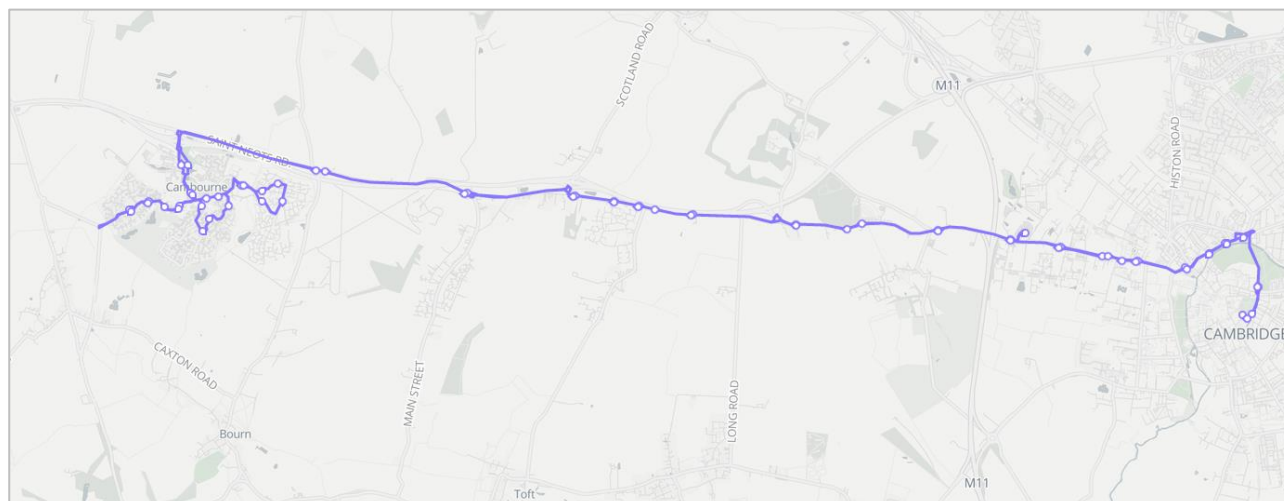 SCOTLAND ROAD
M11
HISTON ROAD
SAINT NEOTS RD
Cambourne
CAMBRIDGE
CAXTON ROAD
MAIN STREET
LONG ROAD
Bourn
Toft
M11